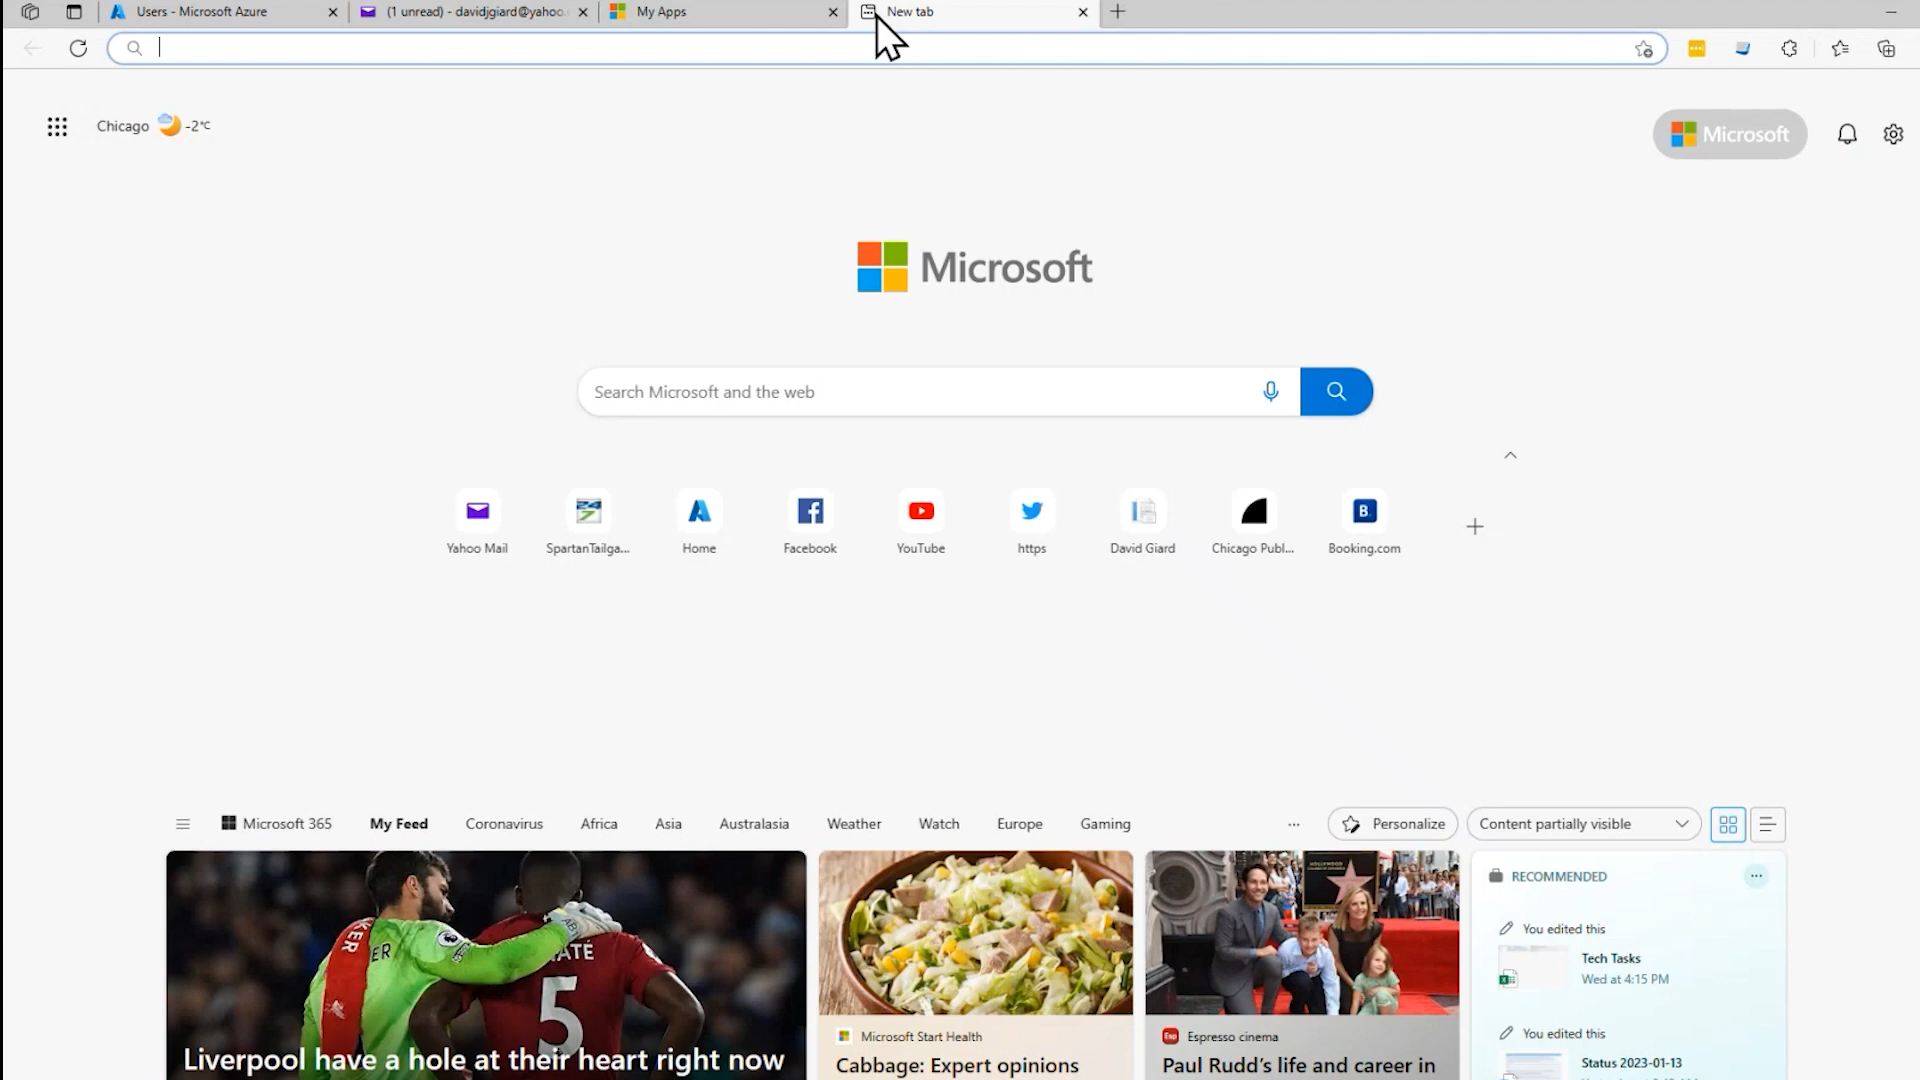 Users - Microsoft Azure
(1 unread) - davidjgiard@yahoo.
My Apps
New tab
Chicago -2°C
Microsoft
Microsoft
Search Microsoft and the web
Yahoo Mail
SpartanTailga...
Home
Facebook
YouTube
https
David Giard
Chicago Publ...
Booking.com
Microsoft 365
My Feed
Coronavirus
Africa
Asia
Australasia
Weather
Watch
Europe
Gaming
...
Personalize
Content partially visible
Liverpool have a hole at their heart right now
Microsoft Start Health
Cabbage: Expert opinions
Espresso cinema
Paul Rudd's life and career in
RECOMMENDED
You edited this
Tech Tasks
Wed at 4:15 PM
You edited this
Status 2023-01-13